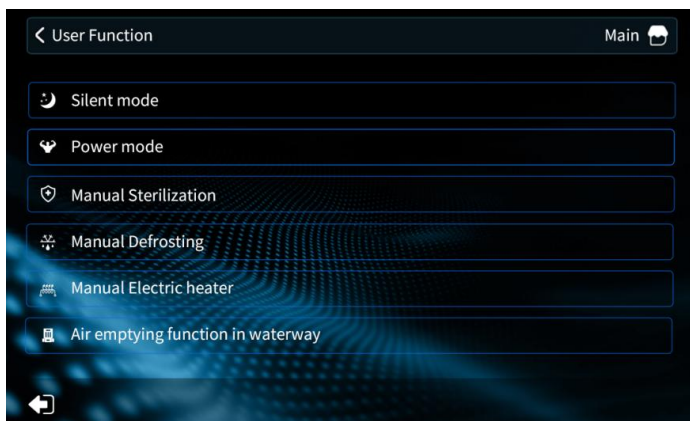 User Function
Main
Silent mode
Power mode
Manual Sterilization
Manual Defrosting
Manual Electric heater
Air emptying function in waterway